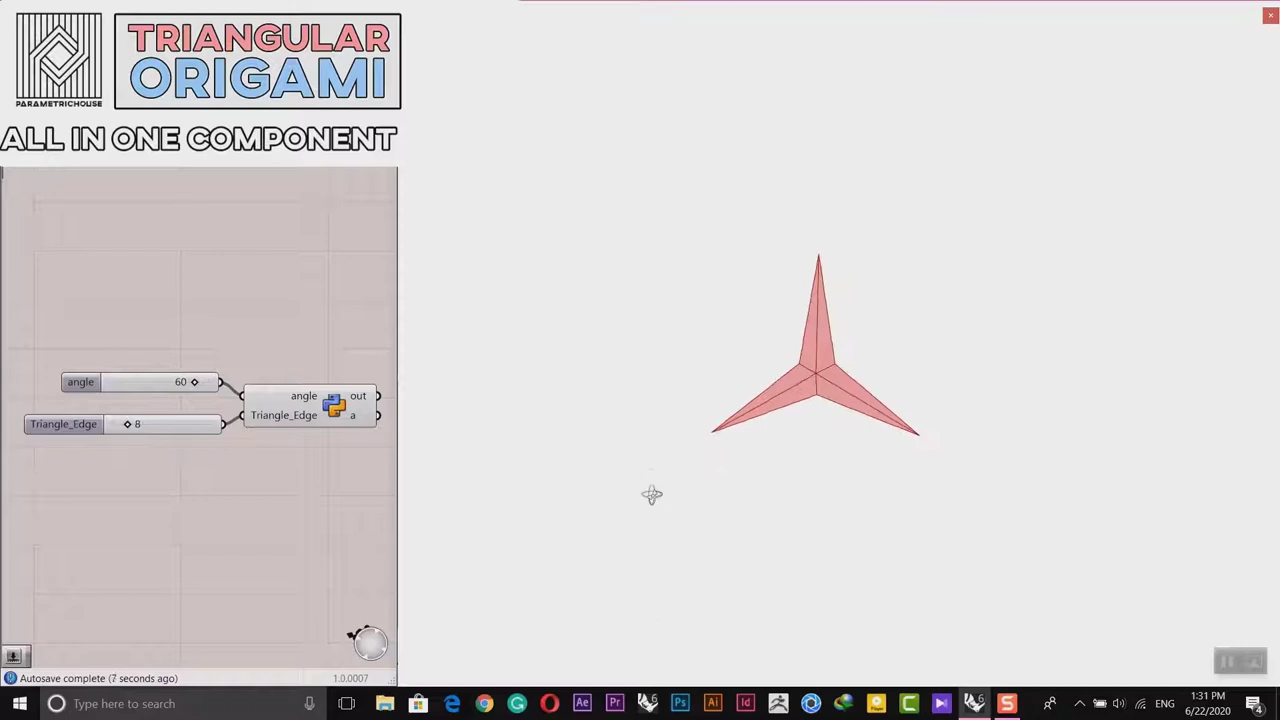 PARAMETRICHOUSE
TRIANGULAR
ORIGAMI
ALL IN ONE COMPONENT
angle 60
Triangle_Edge 8
angle out
Triangle_Edge a
Autosave complete (7 seconds ago) 1.0.0007
Type here to search
ENG
1:31 PM
6/22/2020